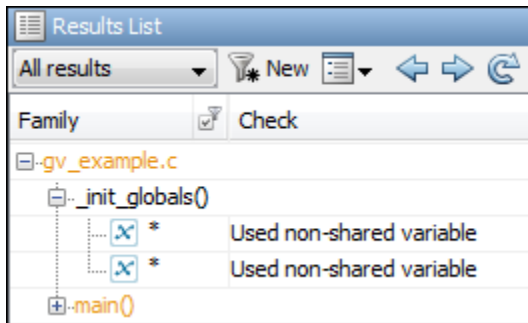 Results List
All results New
Family Check
gv_example.c
_init_globals()
* Used non-shared variable
* Used non-shared variable
main()